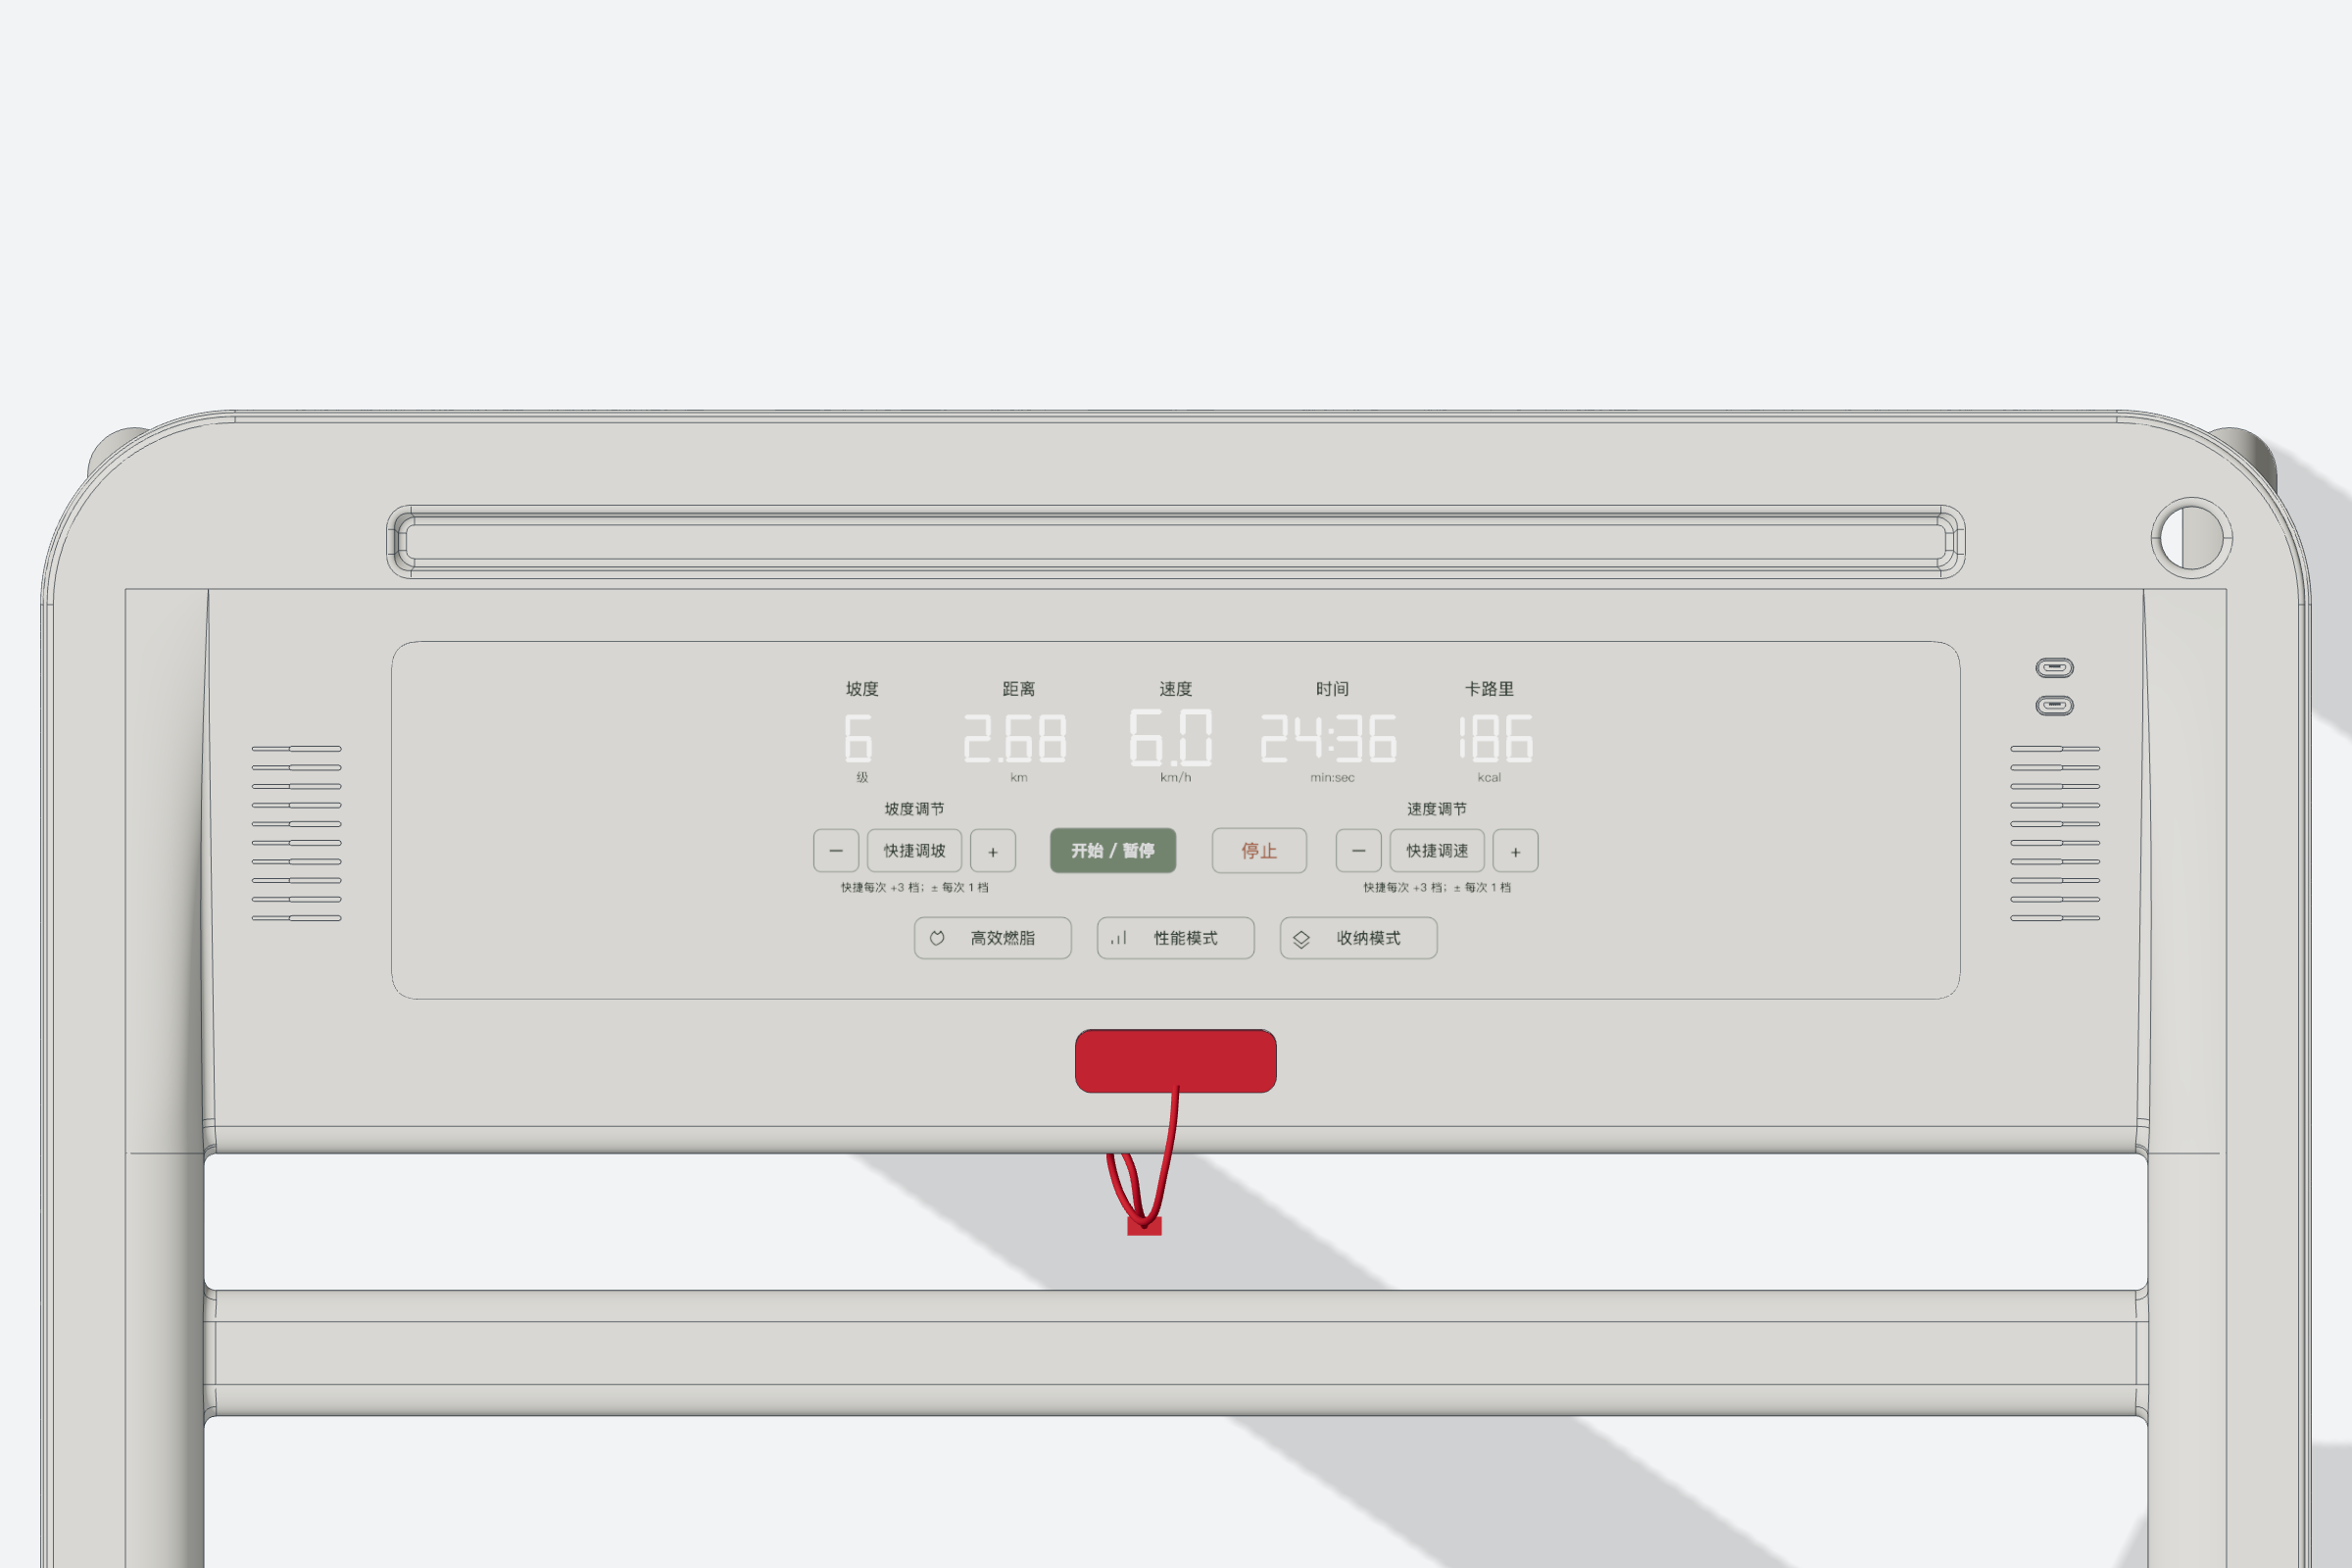 坡度 距离 速度 时间 卡路里
6 2.68 6.0 24:36 186
级 km km/h min:sec kcal
坡度调节 速度调节
— 快捷调坡 + 开始 / 暂停 停止 — 快捷调速 +
快捷每次 +3 档；± 每次 1 档 快捷每次 +3 档；± 每次 1 档
高效燃脂 性能模式 收纳模式